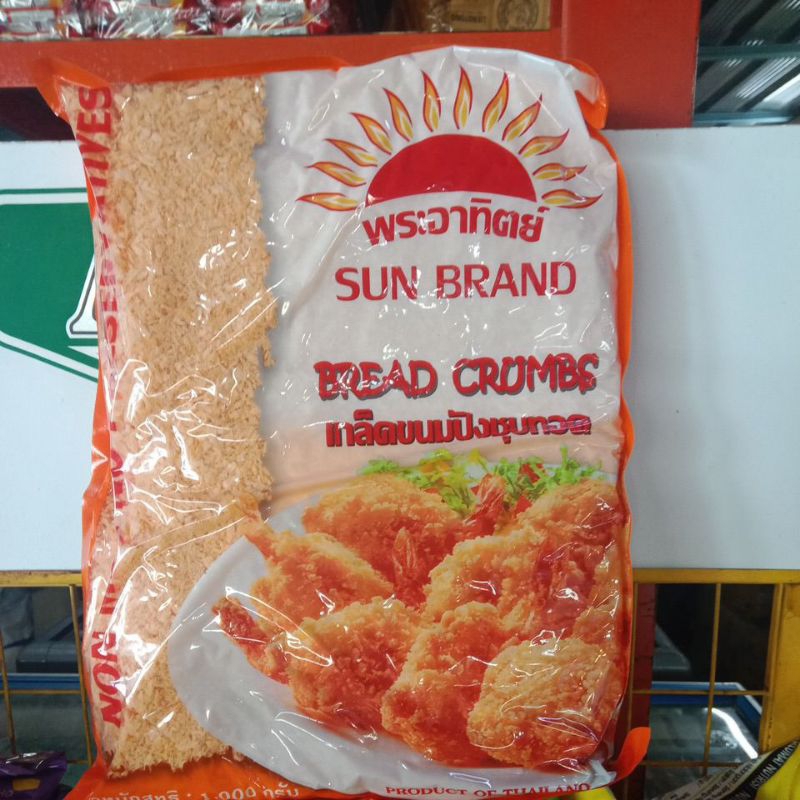 พระอาทิตย์
SUN BRAND
BREAD CRUMBS
เกล็ดขนมปังชุบทอด
NON
PRODUCT OF THAILAND